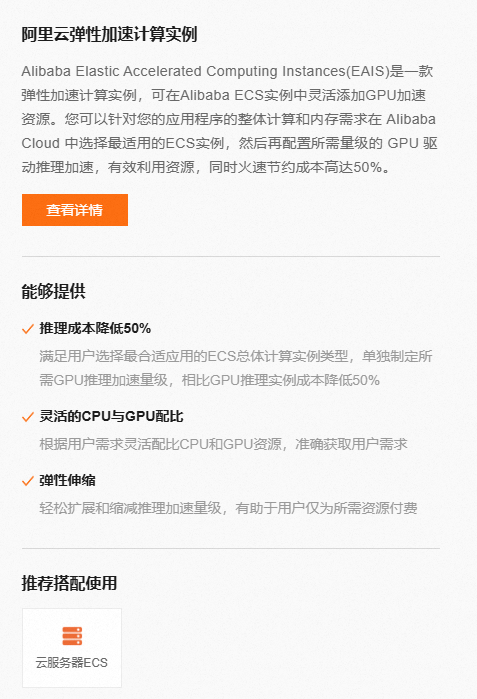 阿里云弹性加速计算实例
Alibaba Elastic Accelerated Computing Instances(EAIS)是一款
弹性加速计算实例，可在Alibaba ECS实例中灵活添加GPU加速
资源。您可以针对您的应用程序的整体计算和内存需求在 Alibaba
Cloud 中选择最适用的ECS实例，然后再配置所需量级的 GPU 驱
动推理加速，有效利用资源，同时火速节约成本高达50%。
查看详情
能够提供
推理成本降低50%
满足用户选择最合适应用的ECS总体计算实例类型，单独制定所
需GPU推理加速量级，相比GPU推理实例成本降低50%
灵活的CPU与GPU配比
根据用户需求灵活配比CPU和GPU资源，准确获取用户需求
弹性伸缩
轻松扩展和缩减推理加速量级，有助于用户仅为所需资源付费
推荐搭配使用
云服务器ECS